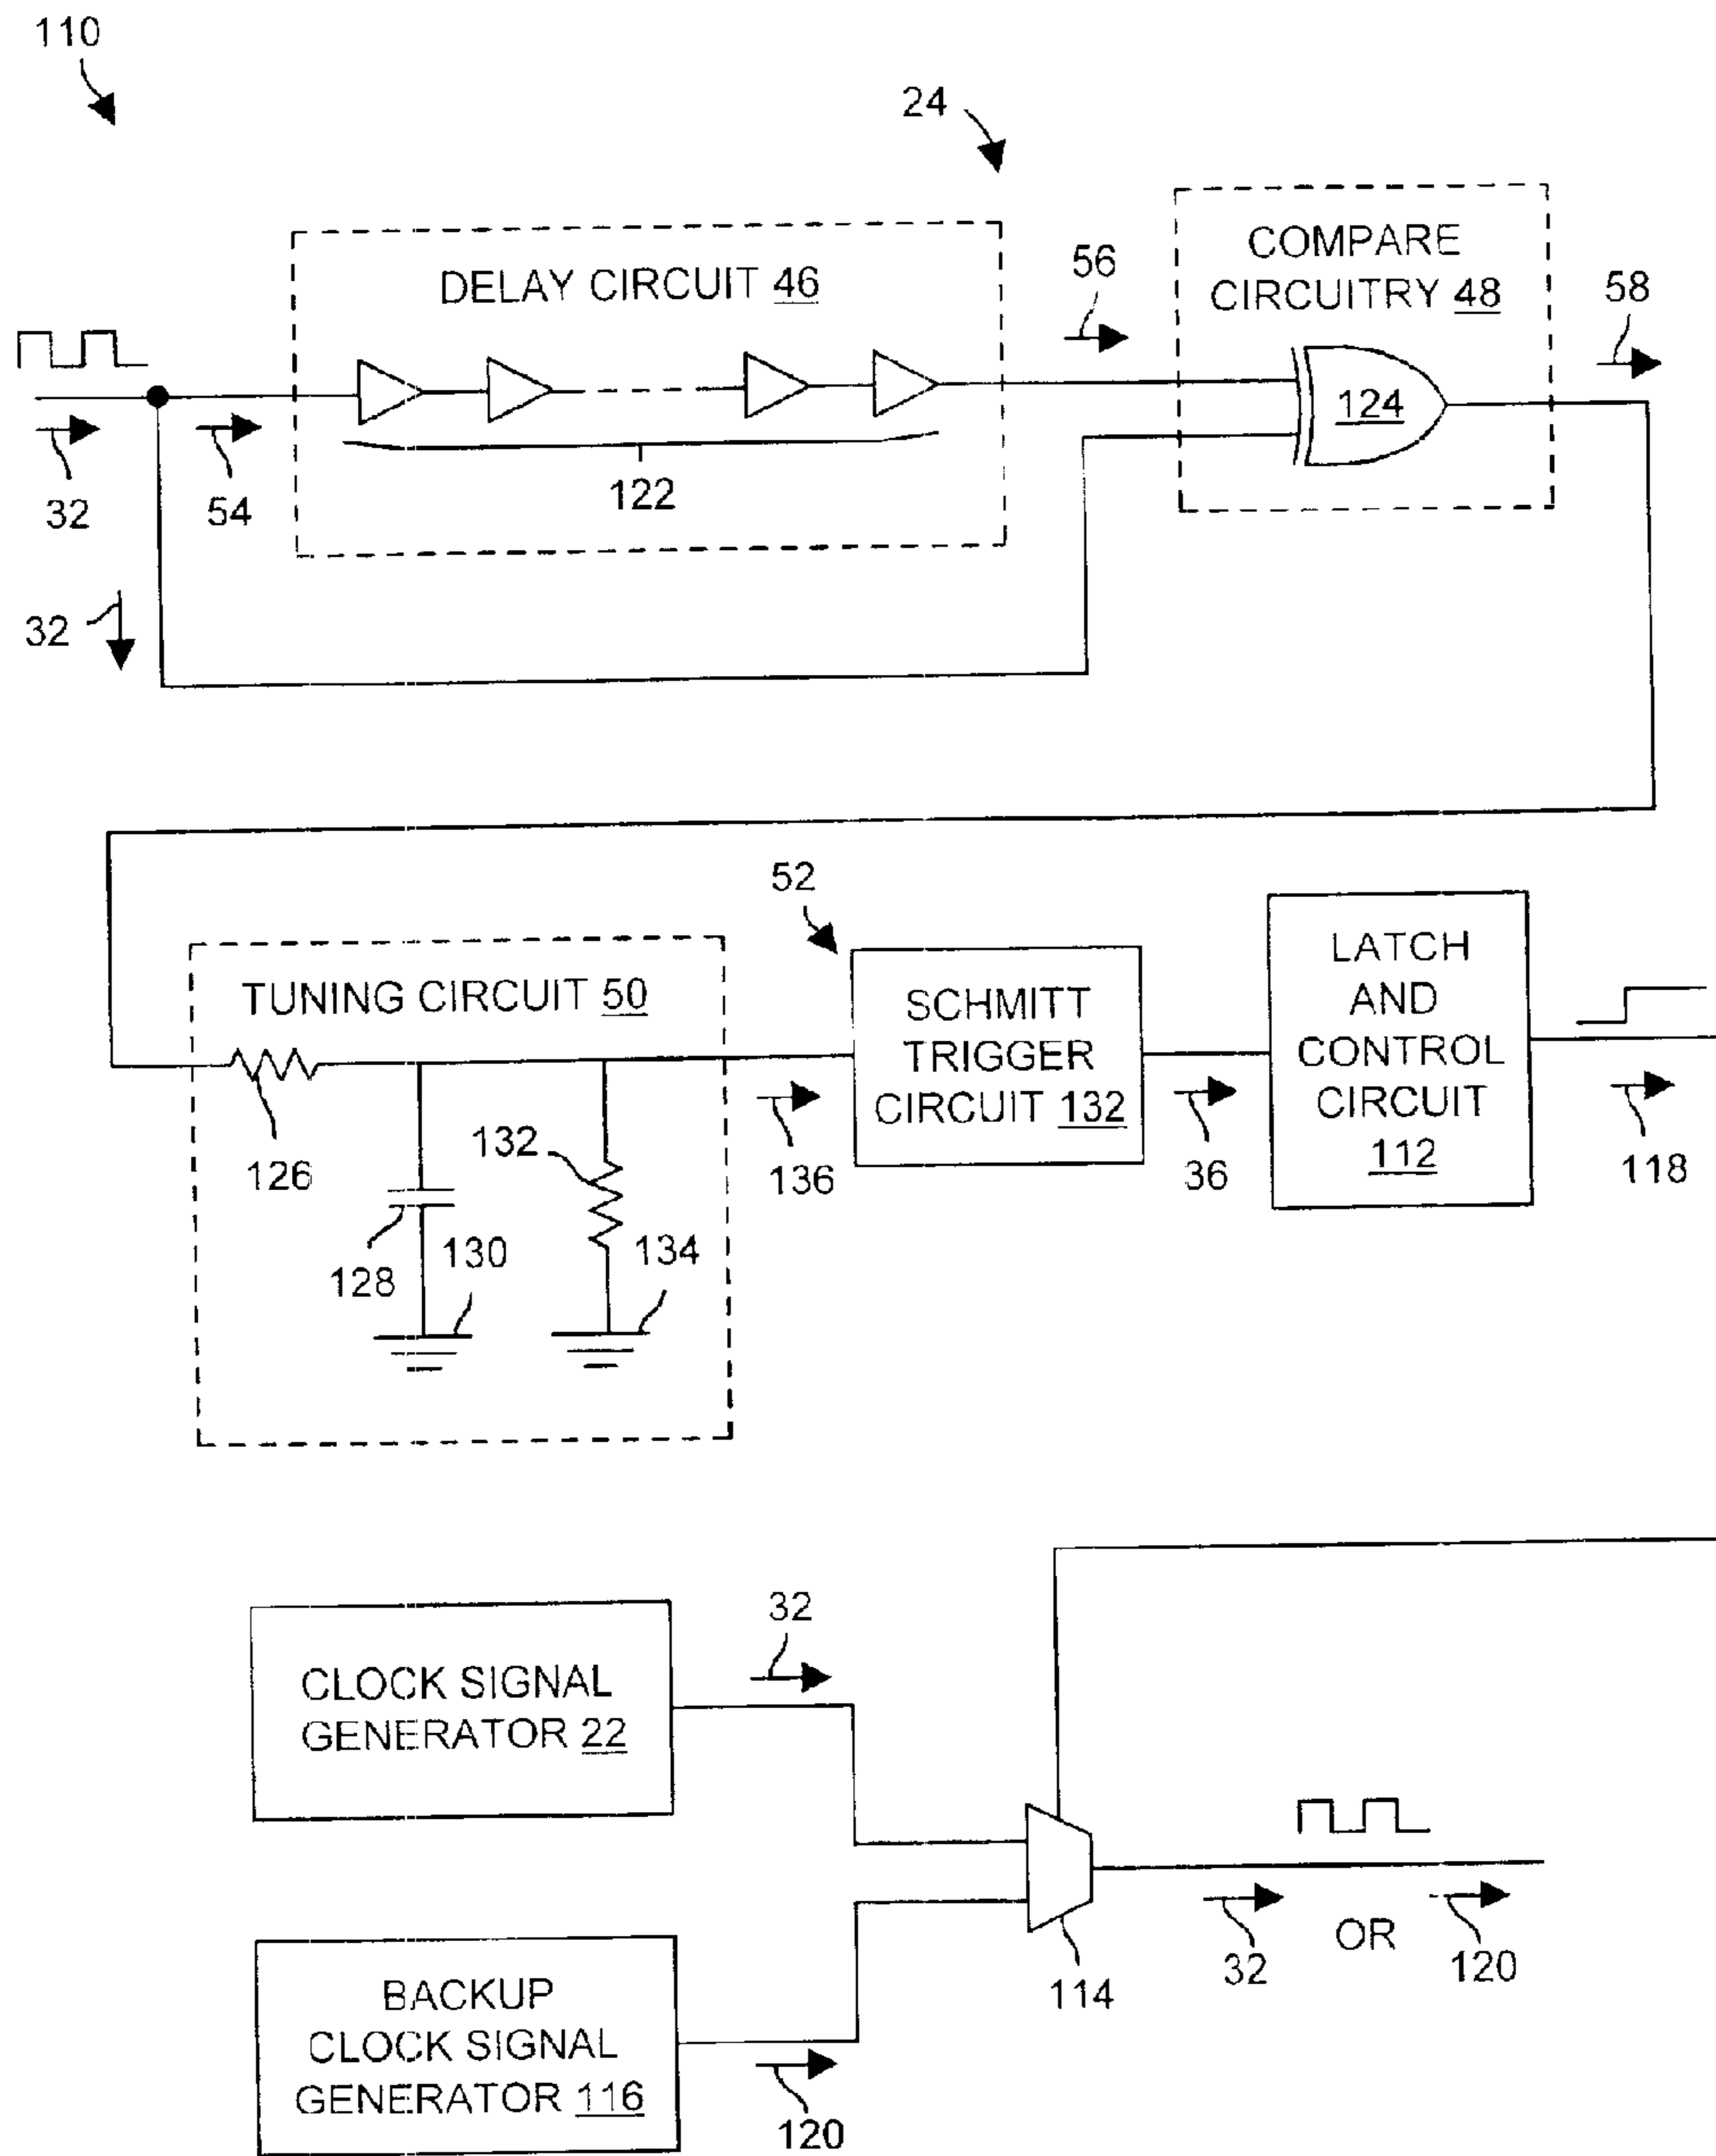 110
24
DELAY CIRCUIT 46
56
COMPARE
CIRCUITRY 48
58
124
32
54
122
32
52
TUNING CIRCUIT 50
SCHMITT
TRIGGER
CIRCUIT 132
LATCH
AND
CONTROL
CIRCUIT
112
126
132
136
36
118
128
130
134
32
CLOCK SIGNAL
GENERATOR 22
32
OR
120
114
BACKUP
CLOCK SIGNAL
GENERATOR 116
120